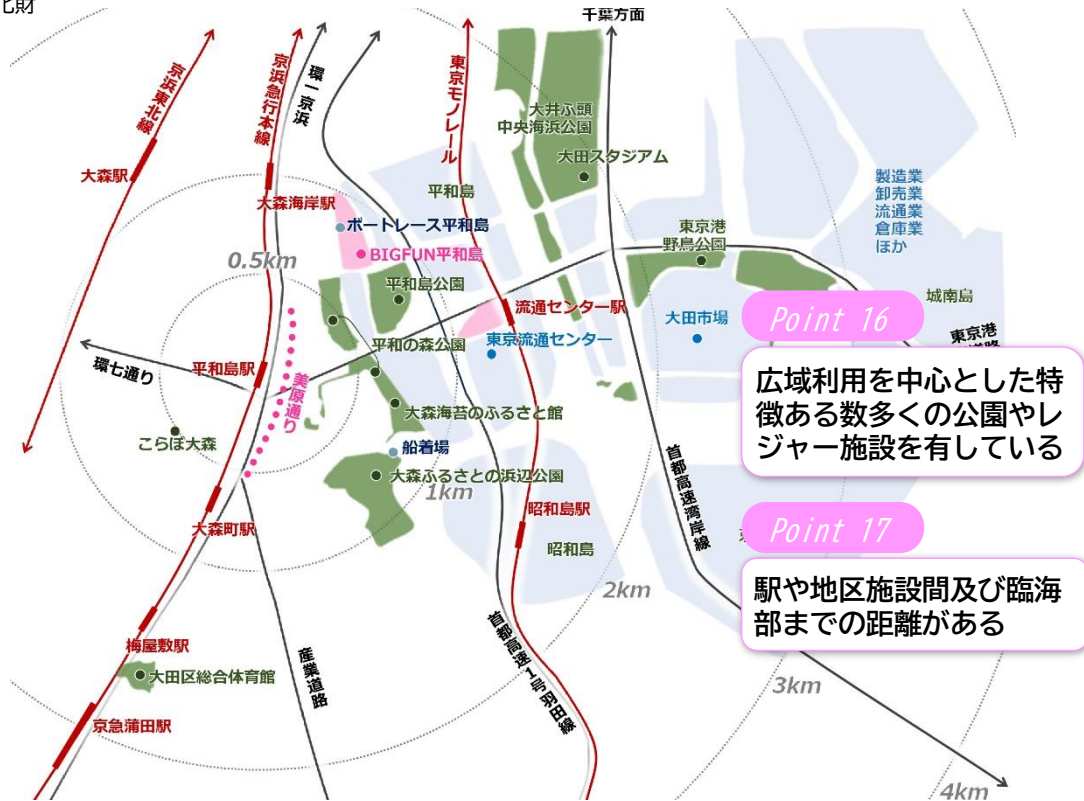 千葉方面
京浜東北線
京浜急行本線
環一京浜
東京モノレール
大井ふ頭
中央海浜公園
大田スタジアム
大森駅
大森海岸駅
平和島
製造業
卸売業
流通業
倉庫業
ほか
ボートレース平和島
BIGFUN平和島
東京港
野鳥公園
0.5km
平和島公園
城南島
流通センター駅
大田市場
Point 16
東京港
平和の森公園
東京流通センター
環七通り
平和島駅
美原通り
広域利用を中心とした特
徴ある数多くの公園やレ
ジャー施設を有している
大森海苔のふるさと館
こらぼ大森
船着場
大森ふるさとの浜辺公園
1km
首都高速湾岸線
大森町駅
昭和島駅
Point 17
昭和島
駅や地区施設間及び臨海
部までの距離がある
2km
梅屋敷駅
大田区総合体育館
産業道路
首都高速1号羽田線
3km
京急蒲田駅
4km